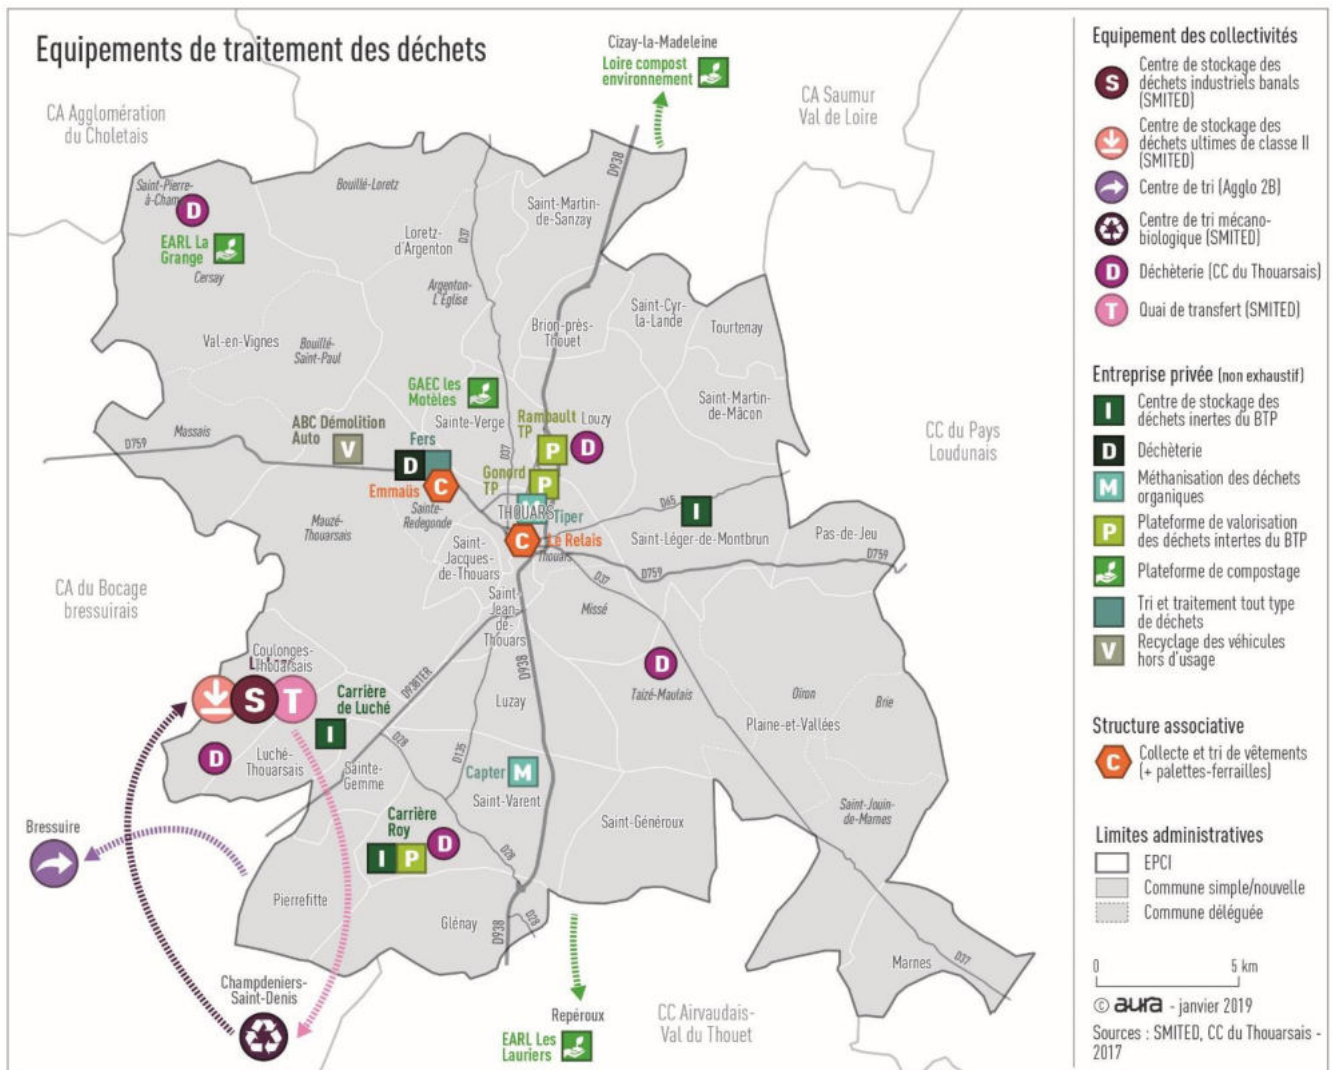 Equipements de traitement des déchets
Cizay-la-Madeleine
Loire compost
environnement
CA Agglomération
du Choletais
CA Saumur
Val de Loire
D938
Saint-Pierre-
D
Bouillé-Loretz
Saint-Martin-
de-Sanzay
EARL La
Grange
Cersay
Loretz-
d'Argenton
D37
Argenton-
L'Église
Saint-Cyr-
la-Lande
Brion-près-
Thouet
Tourtenay
Val-en-Vignes
Bouillé-
Saint-Paul
GAEC les
Motèles
Saint-Martin-
de-Mâcon
ABC Démolition
Auto
V
Sainte-Verge
Rambault
TP
Louzy
P
D
CC du Pays
Loudunais
D759
Massais
Fers
D
D37
Gonord
TP
P
Emmaüs
C
Sainte-
Redegonde
M
THOUARS
Tiper
D65
I
Mauzé-
Thouarsais
C
Le Relais
Thouars
Saint-Léger-de-Montbrun
Pas-de-Jeu
Saint-
Jacques-
de-Thouars
D37
D759
D759
CA du Bocage
bressuirais
Saint-
Jean-
de-
Thouars
Missé
Coulonges-
Thouarsais
D938TER
D938
D
Taizé-Maulais
S
T
Carrière
de Luché
I
Luzay
Oiron
Brie
Plaine-et-Vallées
D
Luché-
Thouarsais
D28
D135
Sainte-
Gemme
Capter
M
Saint-Varent
Saint-Jouin-
de-Marnes
Bressuire
Carrière
Roy
I
P
D
D28
Saint-Généroux
Pierrefitte
Glénay
D938
D28
Marnes
D37
Champdeniers-
Saint-Denis
Repéroux
EARL Les
Lauriers
CC Airvaudais-
Val du Thouet
Equipement des collectivités
S
Centre de stockage des
déchets industriels banals
(SMITED)
Centre de stockage des
déchets ultimes de classe II
(SMITED)
Centre de tri (Agglo 2B)
Centre de tri mécano-
biologique (SMITED)
D
Déchèterie (CC du Thouarsais)
T
Quai de transfert (SMITED)
Entreprise privée (non exhaustif)
I
Centre de stockage des
déchets inertes du BTP
D
Déchèterie
M
Méthanisation des déchets
organiques
P
Plateforme de valorisation
des déchets intertes du BTP
Plateforme de compostage
Tri et traitement tout type
de déchets
V
Recyclage des véhicules
hors d'usage
Structure associative
C
Collecte et tri de vêtements
(+ palettes-ferrailles)
Limites administratives
EPCI
Commune simple/nouvelle
Commune déléguée
0 5 km
© aura - janvier 2019
Sources : SMITED, CC du Thouarsais -
2017